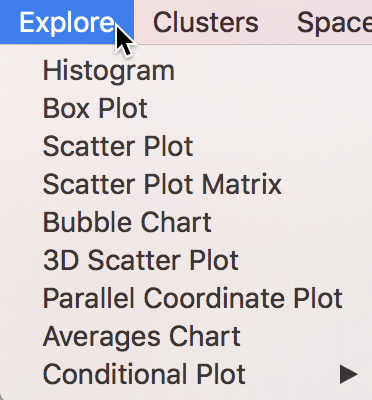 Explore Clusters Space
Histogram
Box Plot
Scatter Plot
Scatter Plot Matrix
Bubble Chart
3D Scatter Plot
Parallel Coordinate Plot
Averages Chart
Conditional Plot